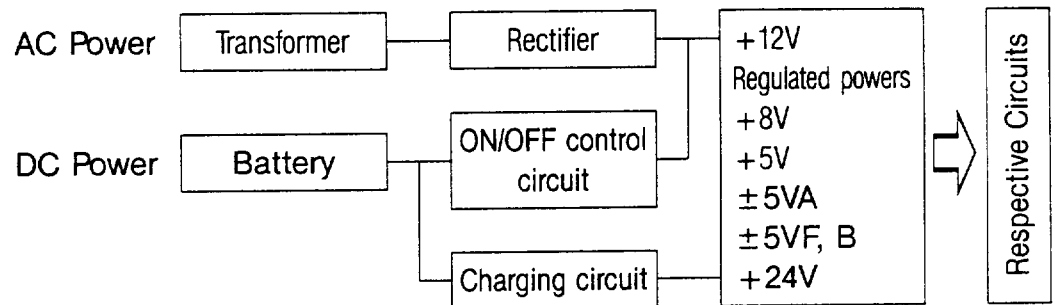 AC Power
Transformer
Rectifier
DC Power
Battery
ON/OFF control
circuit
Charging circuit
+12V
Regulated powers
+8V
+5V
±5VA
±5VF, B
+24V
Respective Circuits